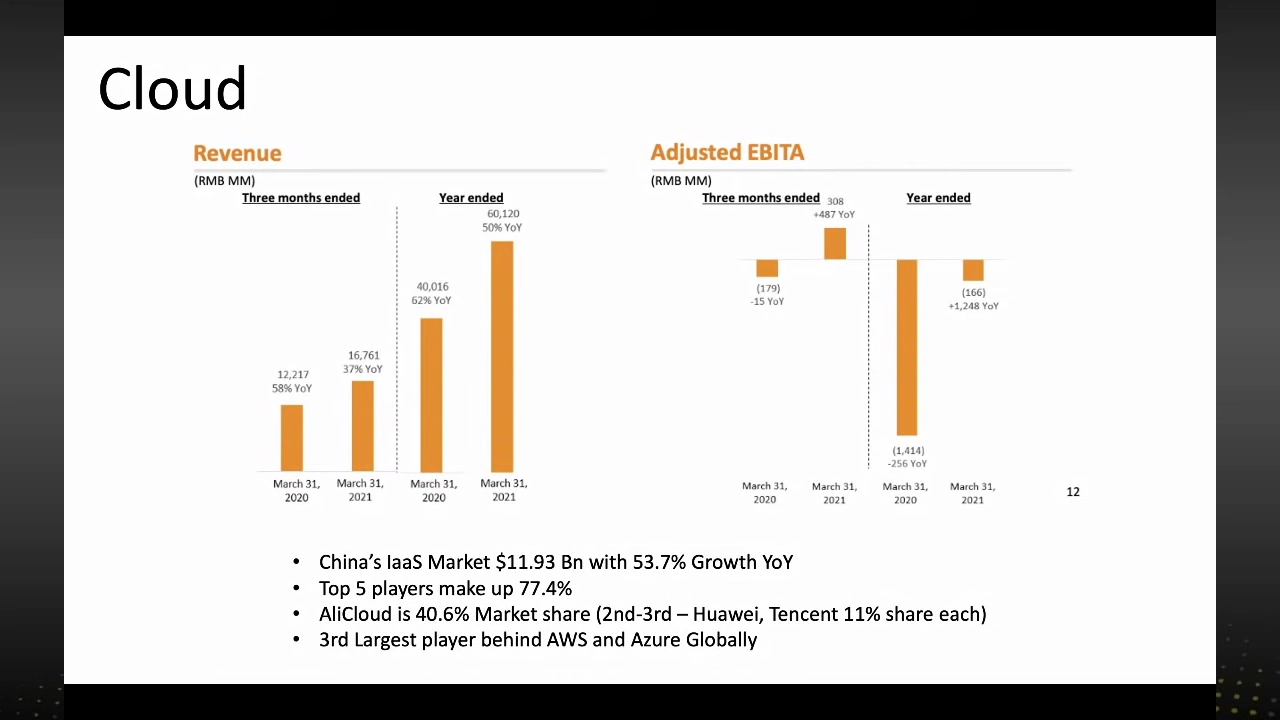 Cloud
Revenue
(RMB MM)
Three months ended
Year ended
60,120
50% YoY
40,016
62% YoY
16,761
37% YoY
12,217
58% YoY
March 31,
2020
March 31,
2021
March 31,
2020
March 31,
2021
Adjusted EBITA
(RMB MM)
Three months ended
Year ended
308
+487 YoY
(179)
-15 YoY
(166)
+1,248 YoY
(1,414)
-256 YoY
March 31,
2020
March 31,
2021
March 31,
2020
March 31,
2021
12
• China's IaaS Market $11.93 Bn with 53.7% Growth YoY
• Top 5 players make up 77.4%
• AliCloud is 40.6% Market share (2nd-3rd – Huawei, Tencent 11% share each)
• 3rd Largest player behind AWS and Azure Globally